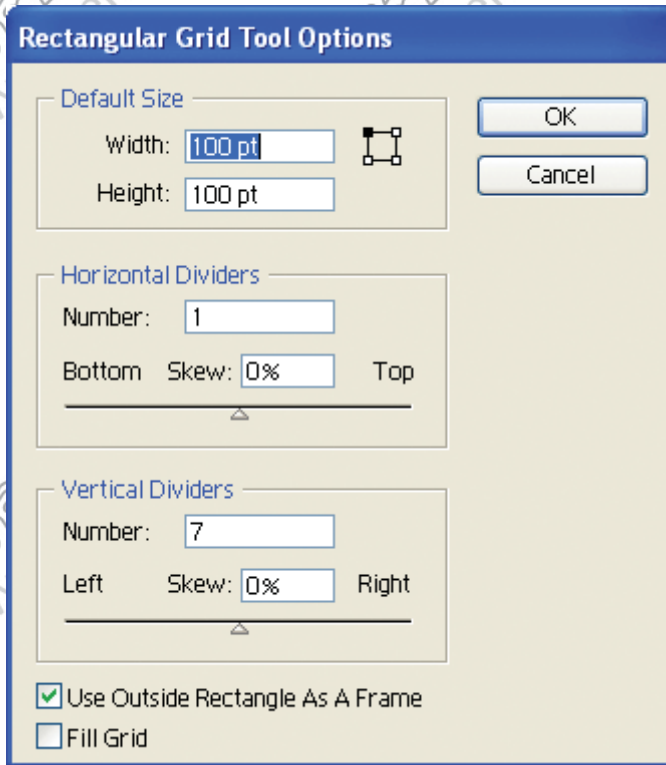 Rectangular Grid Tool Options
Default Size
Width: 100 pt
Height: 100 pt
OK
Cancel
Horizontal Dividers
Number: 1
Bottom Skew: 0% Top
Vertical Dividers
Number: 7
Left Skew: 0% Right
Use Outside Rectangle As A Frame
Fill Grid